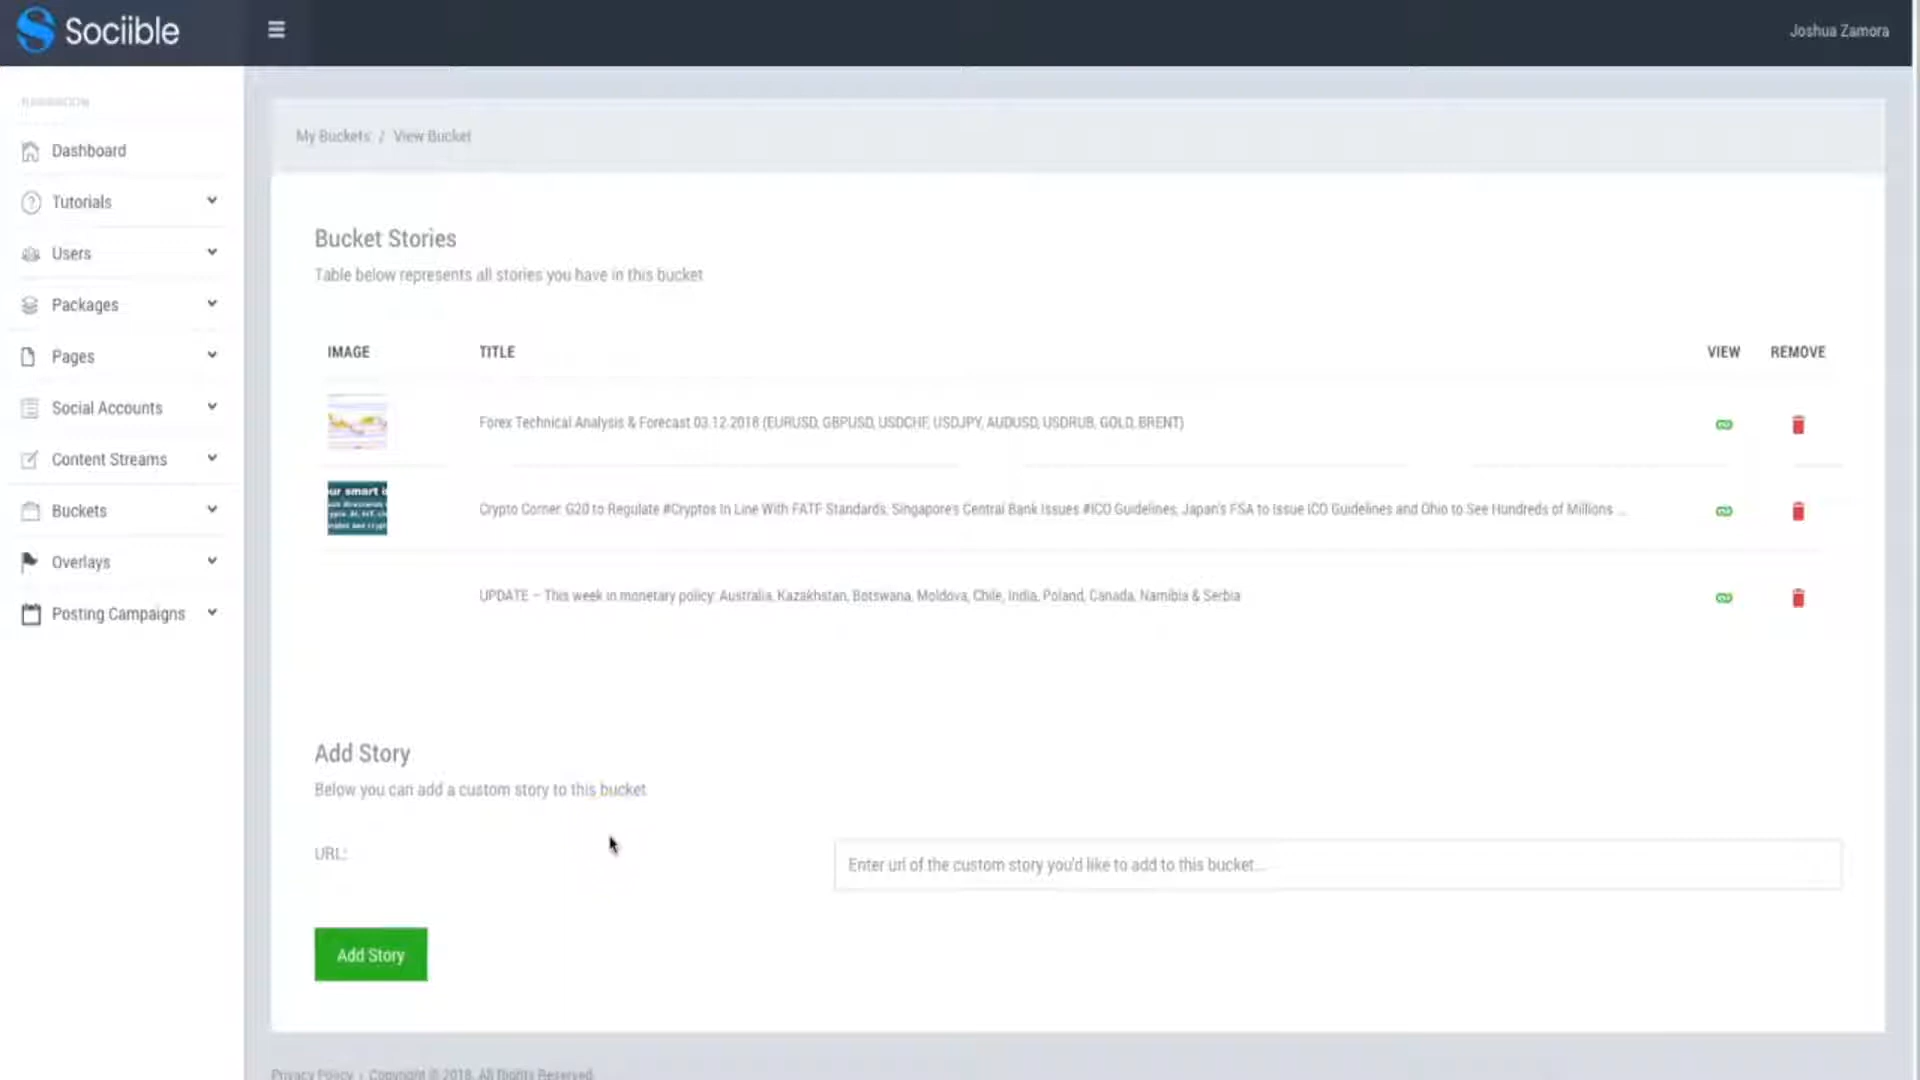 Sociible
Joshua Zamora
NAVIGATION
Dashboard
Tutorials
Users
Packages
Pages
Social Accounts
Content Streams
Buckets
Overlays
Posting Campaigns
My Buckets / View Bucket
Bucket Stories
Table below represents all stories you have in this bucket
IMAGE TITLE VIEW REMOVE
Forex Technical Analysis & Forecast 03.12.2018 (EURUSD, GBPUSD, USDCHF, USDJPY, AUDUSD, USDRUB, GOLD, BRENT)
our smart
Crypto Corner: G20 to Regulate #Cryptos In Line With FATF Standards, Singapore's Central Bank Issues #ICO Guidelines, Japan's FSA to Issue ICO Guidelines and Ohio to See Hundreds of Millions ...
UPDATE – This week in monetary policy: Australia, Kazakhstan, Botswana, Moldova, Chile, India, Poland, Canada, Namibia & Serbia
Add Story
Below you can add a custom story to this bucket
URL:
Enter url of the custom story you'd like to add to this bucket...
Add Story
Privacy Policy | Copyright © 2018. All Rights Reserved.